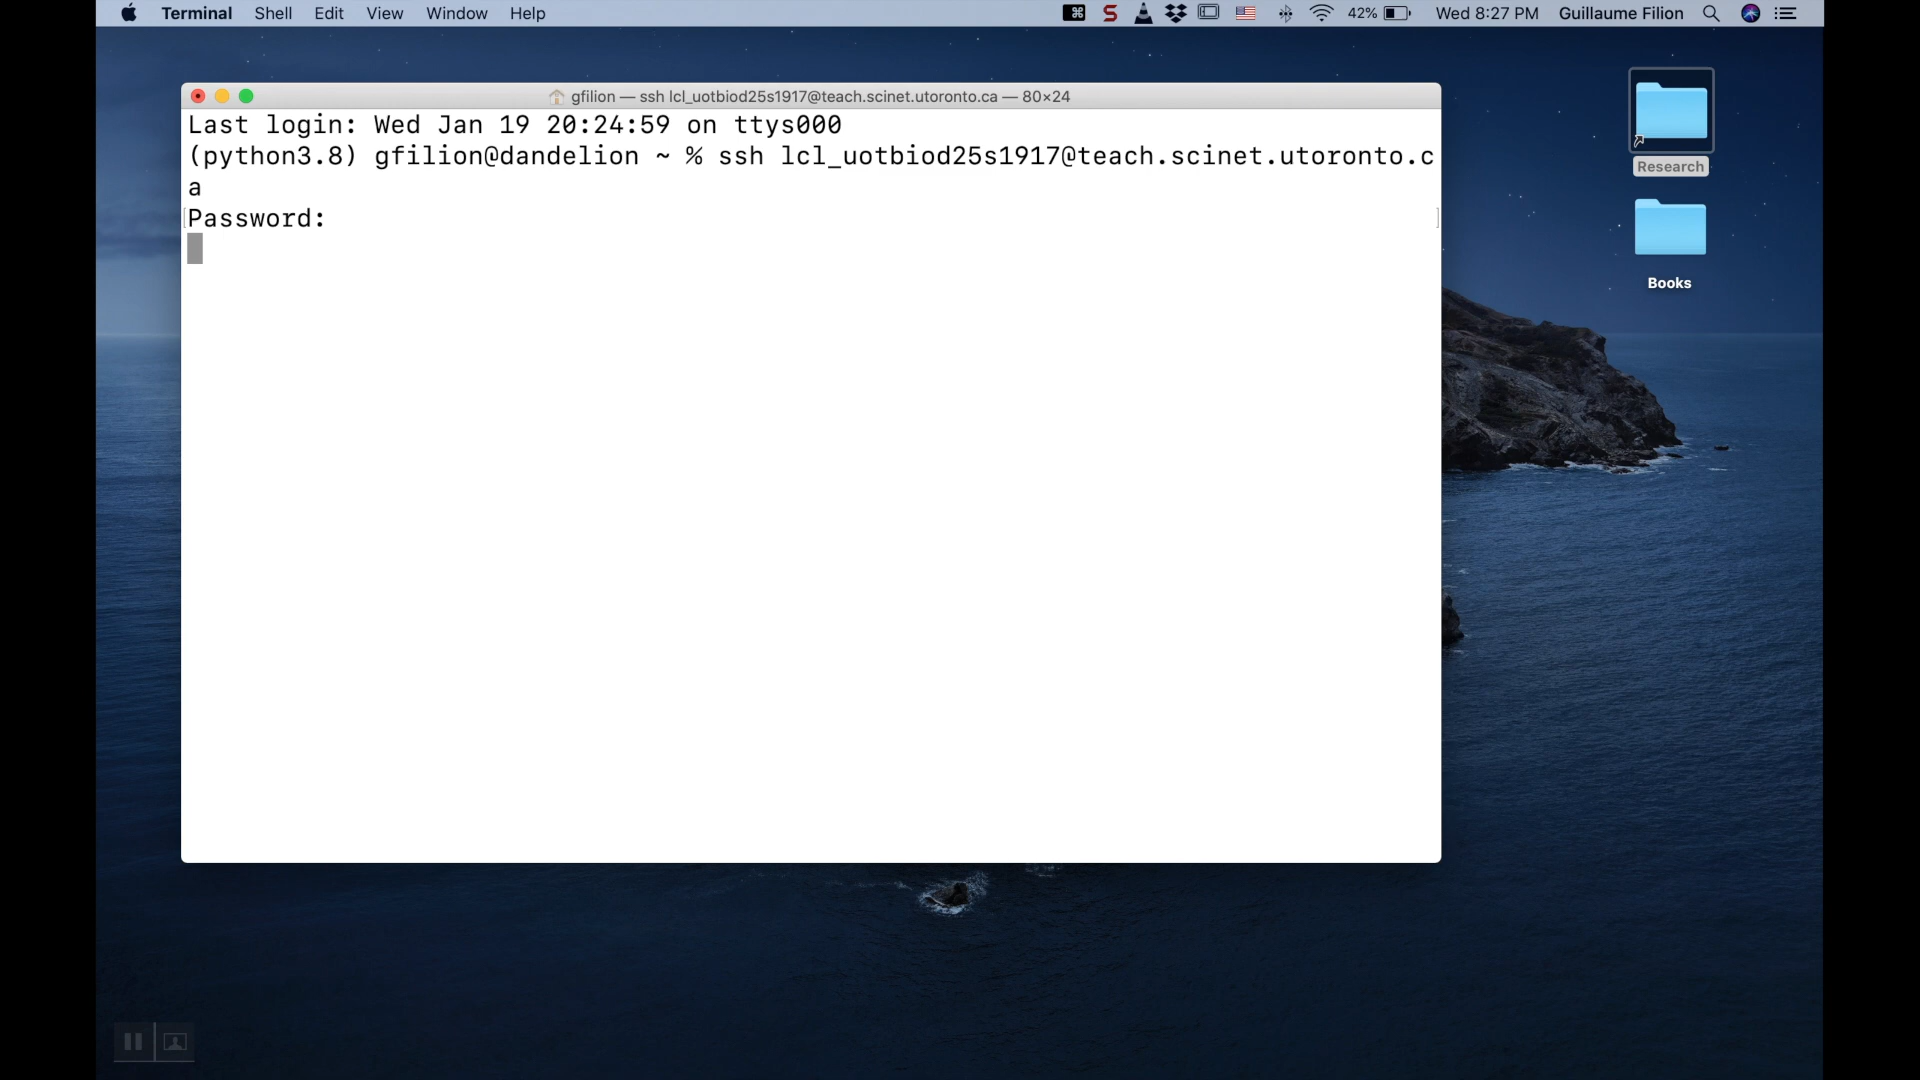 Terminal Shell Edit View Window Help 42% Wed 8:27 PM Guillaume Filion
gfilion — ssh lcl_uotbiod25s1917@teach.scinet.utoronto.ca — 80×24
Last login: Wed Jan 19 20:24:59 on ttys000
(python3.8) gfilion@dandelion ~ % ssh lcl_uotbiod25s1917@teach.scinet.utoronto.c
a
Password:
Research
Books